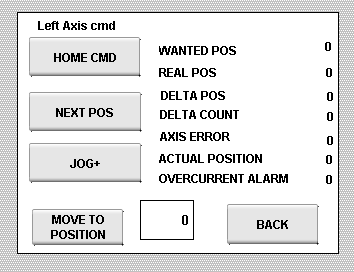 Left Axis cmd
HOME CMD
WANTED POS 0
REAL POS 0
NEXT POS
DELTA POS 0
DELTA COUNT 0
AXIS ERROR 0
JOG+
ACTUAL POSITION 0
OVERCURRENT ALARM 0
MOVE TO
POSITION
0
BACK